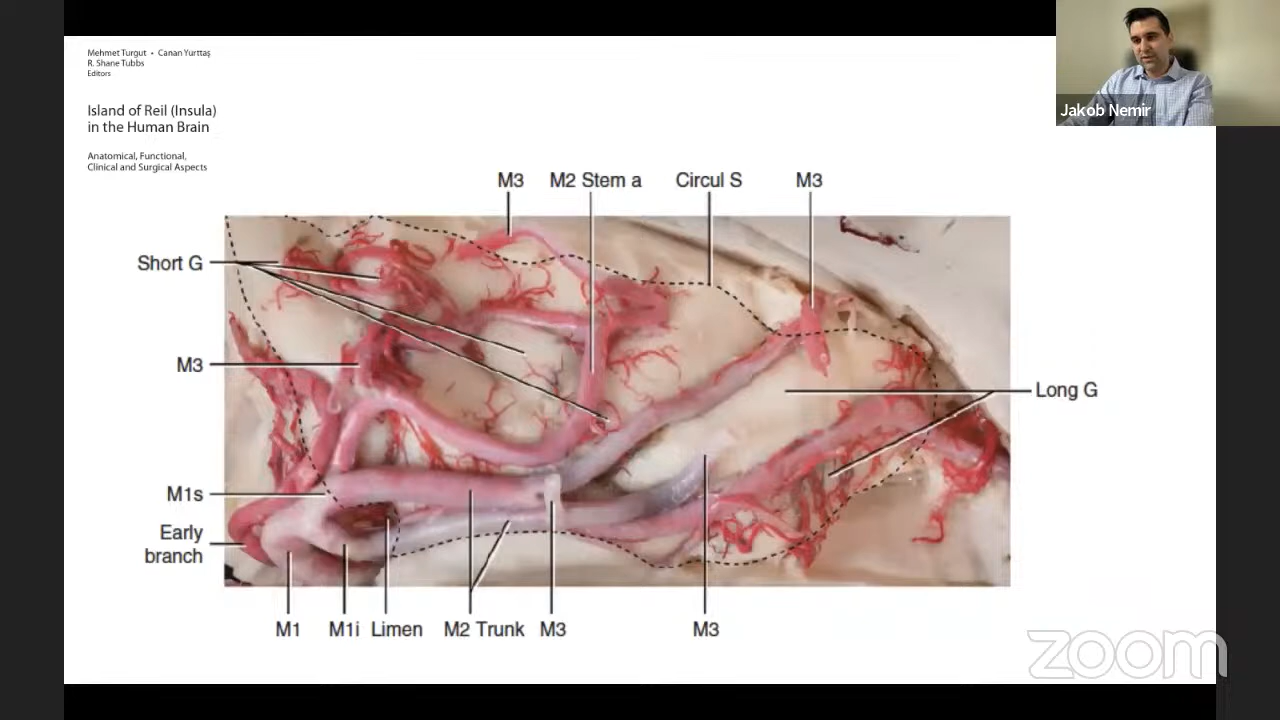 Mehmet Turgut • Canan Yurttaş
R. Shane Tubbs
Editors
Island of Reil (Insula)
in the Human Brain
Anatomical, Functional,
Clinical and Surgical Aspects
Jakob Nemir
M3
M2 Stem a
Circul S
M3
Short G
M3
Long G
M1s
Early
branch
M1
M1i
Limen
M2 Trunk
M3
M3
zoom